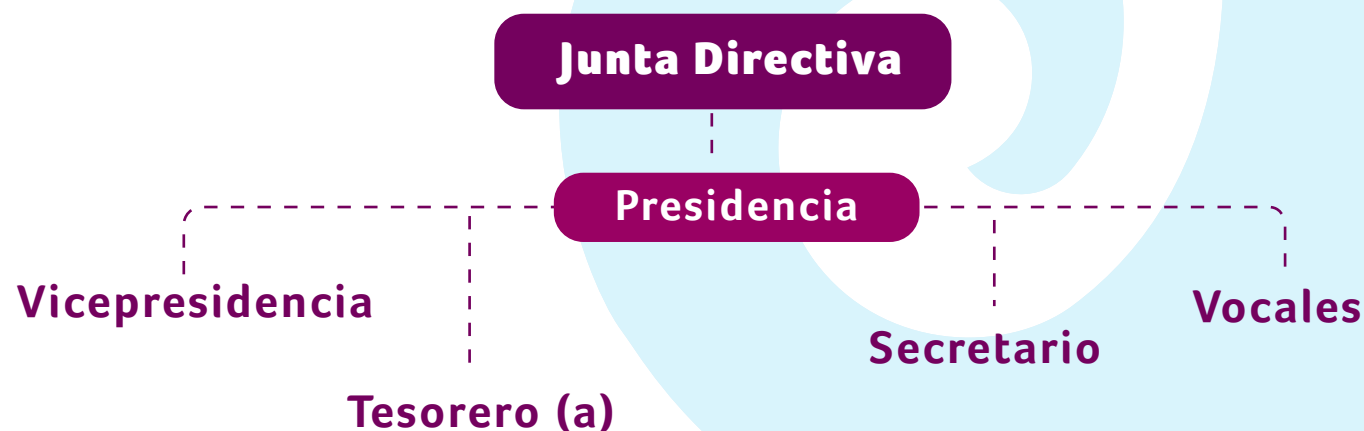 Junta Directiva
Presidencia
Vicepresidencia
Tesorero (a)
Secretario
Vocales